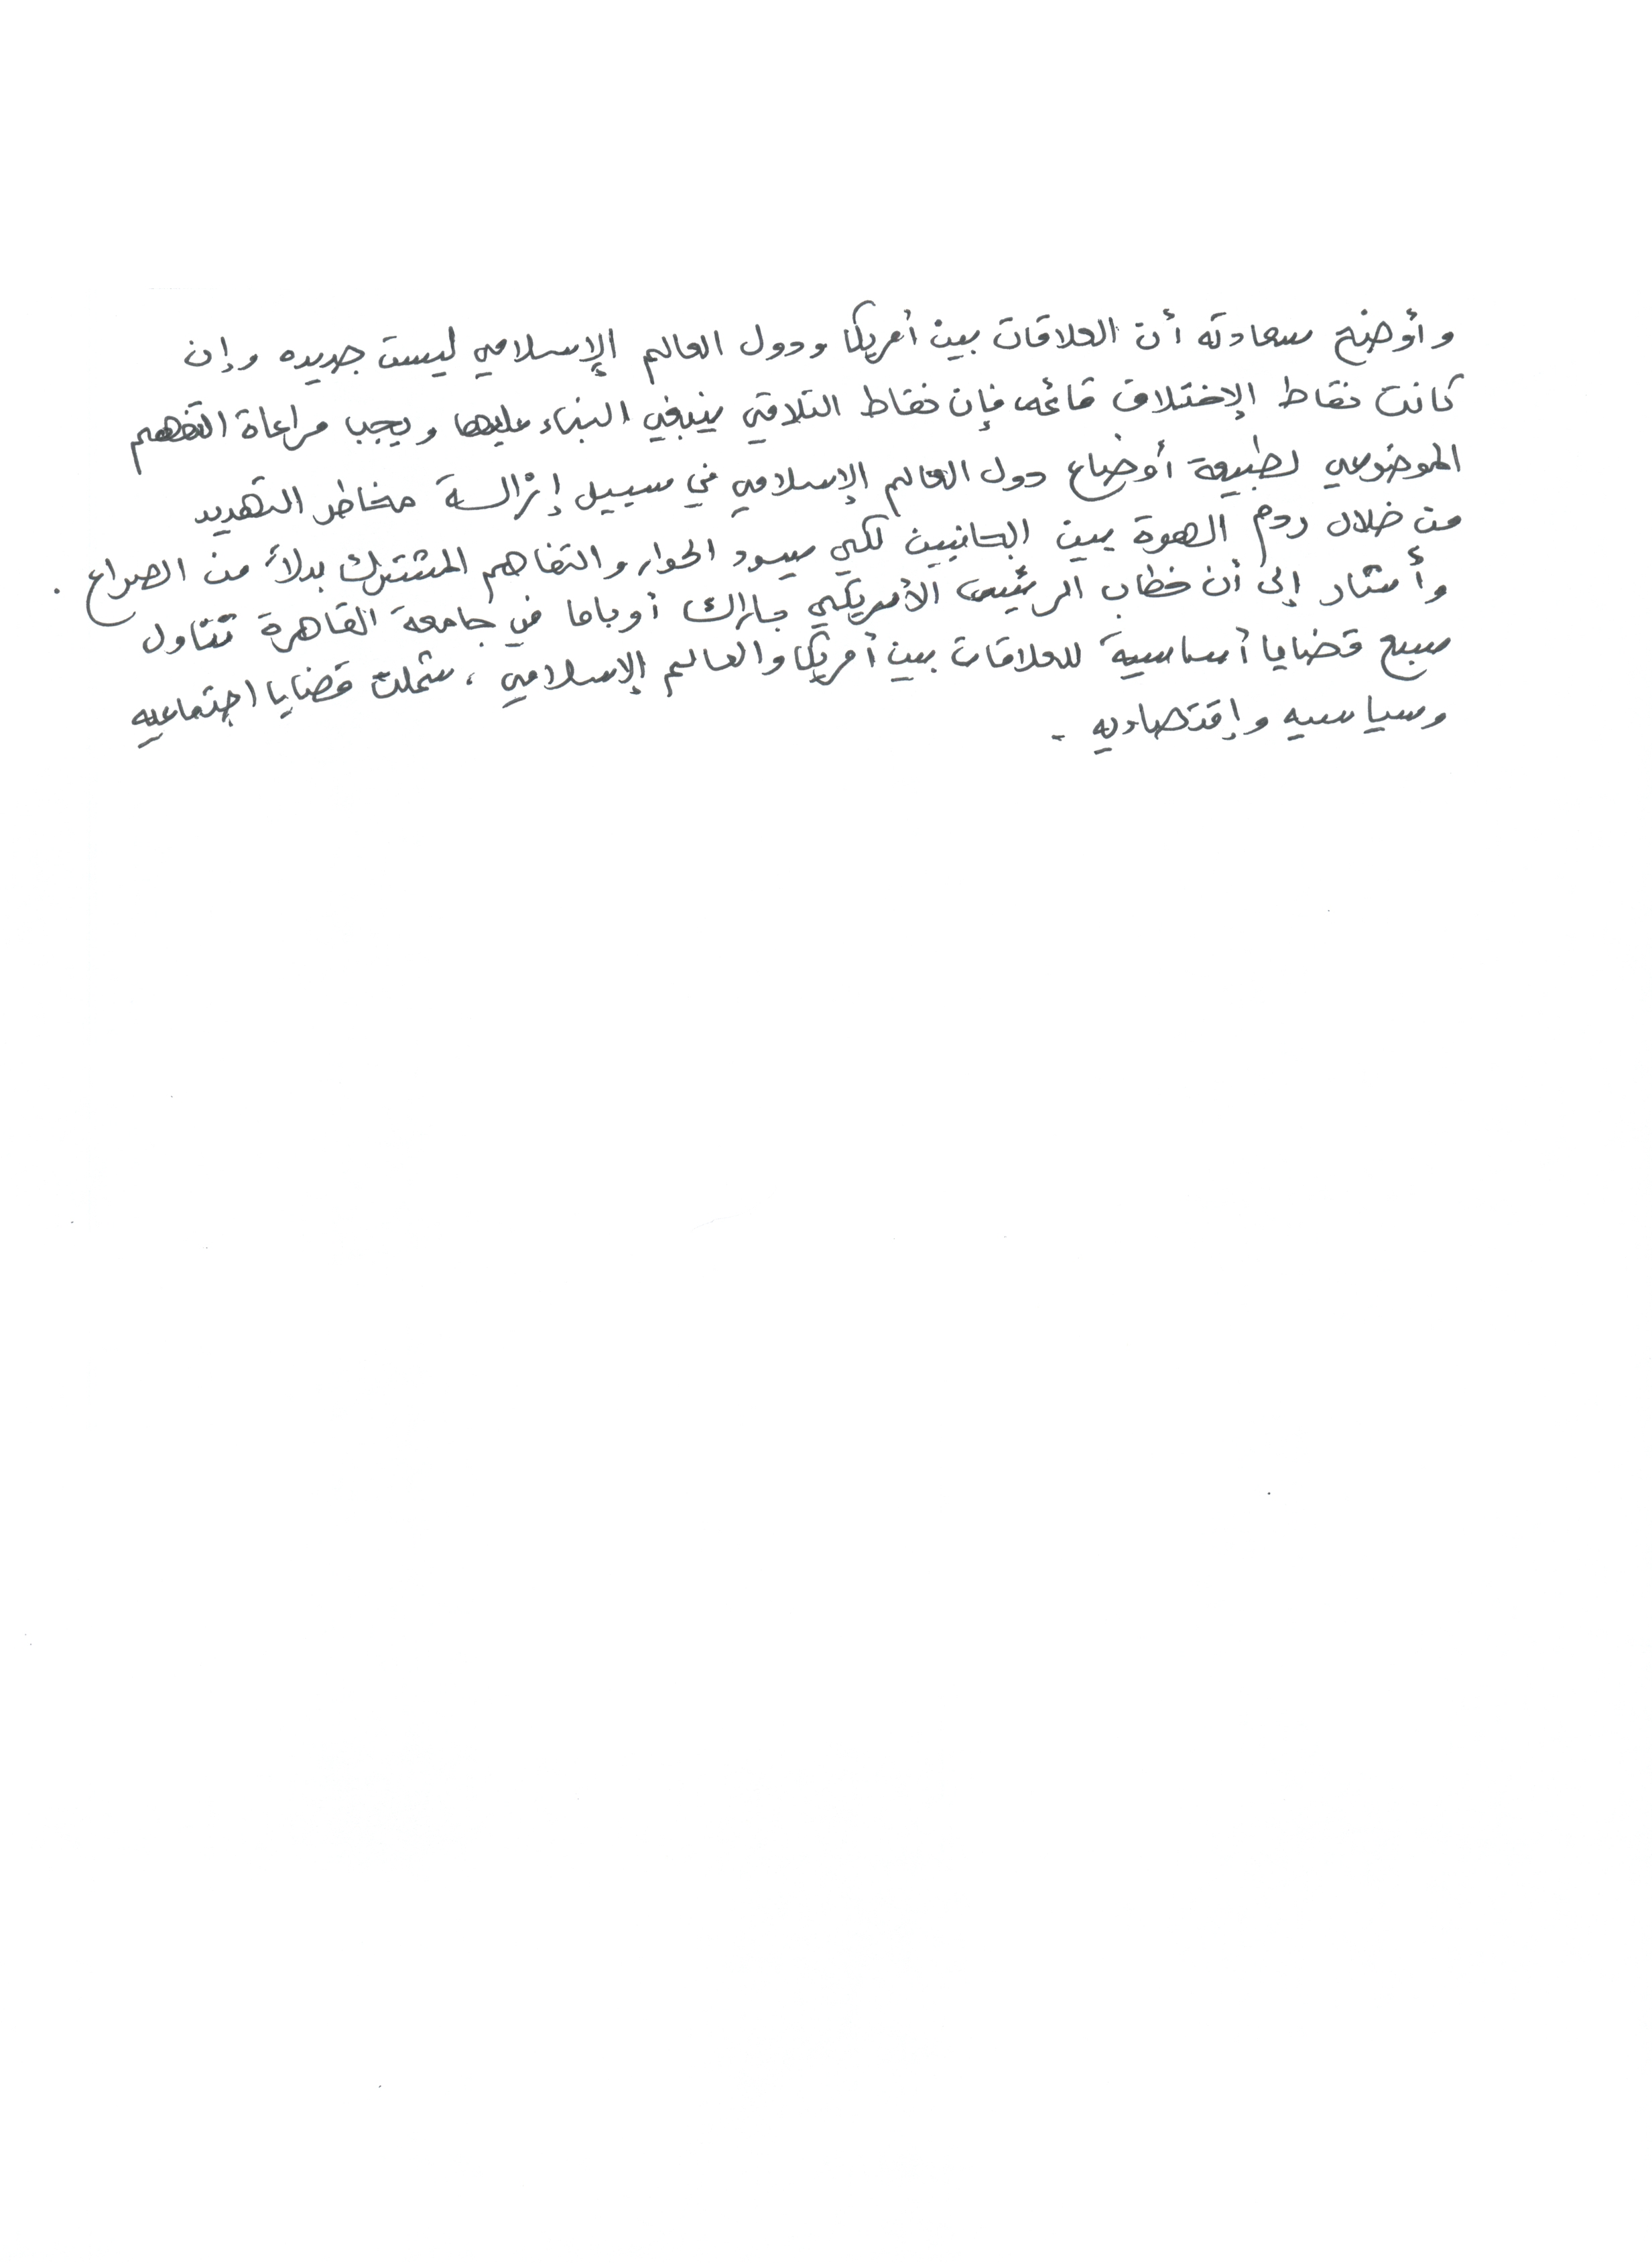 وأوضح سعادته أن العلاقات بين أمريكا ودول العالم الإسلامي ليست جديده وإن
كانت نقاط الإختلاف قائمه فإن نقاط التلاقي ينبغي البناء عليها ويجب مراعاة التفهم
الموضوعي لطبيعة أوضاع دول العالم الإسلامي في سبيل إزالة مخاطر التهديد
من خلال ردم الهوة بين الجانبين لكي يسود الحوار والتفاهم المشترك بدلاً من الصراع .
وأشار إلى أن خطاب الرئيس الأمريكي باراك أوباما في جامعة القاهرة تناول
سبع قضايا أساسية للعلاقات بين أمريكا والعالم الإسلامي ، شملت قضايا اجتماعيه
وسياسيه وإقتصاديه .